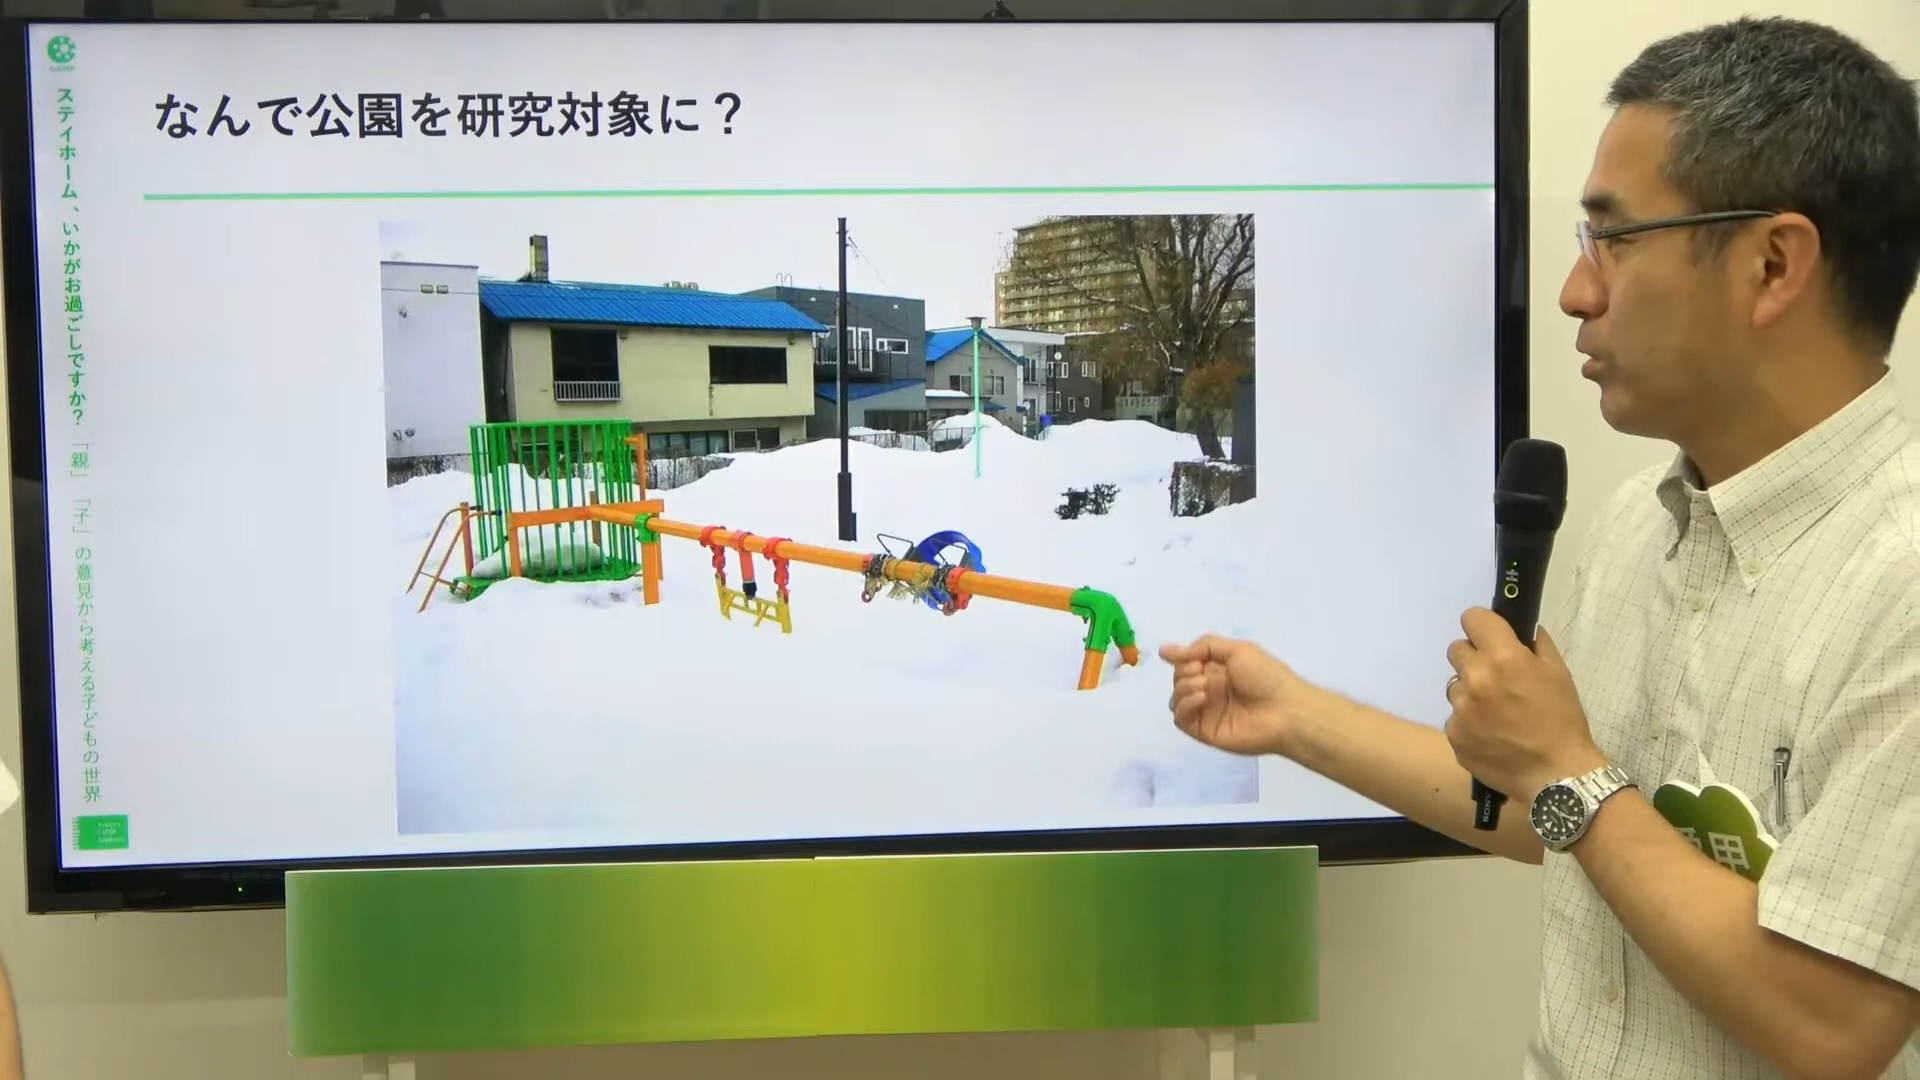 なんで公園を研究対象に？
ステイホーム、いかがお過ごしですか？「親」「子」の意見から考える子どもの世界
SONY